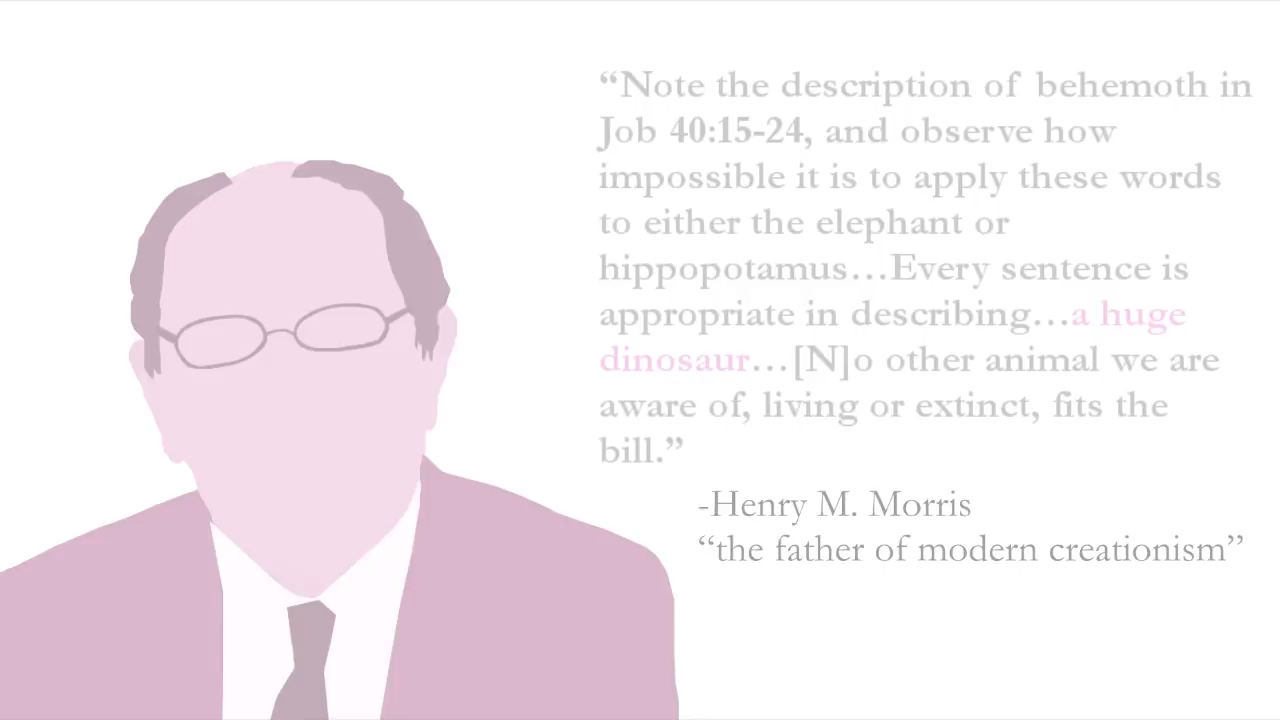 “Note the description of behemoth in
Job 40:15-24, and observe how
impossible it is to apply these words
to either the elephant or
hippopotamus…Every sentence is
appropriate in describing…a huge
dinosaur…[N]o other animal we are
aware of, living or extinct, fits the
bill.”
-Henry M. Morris
“the father of modern creationism”